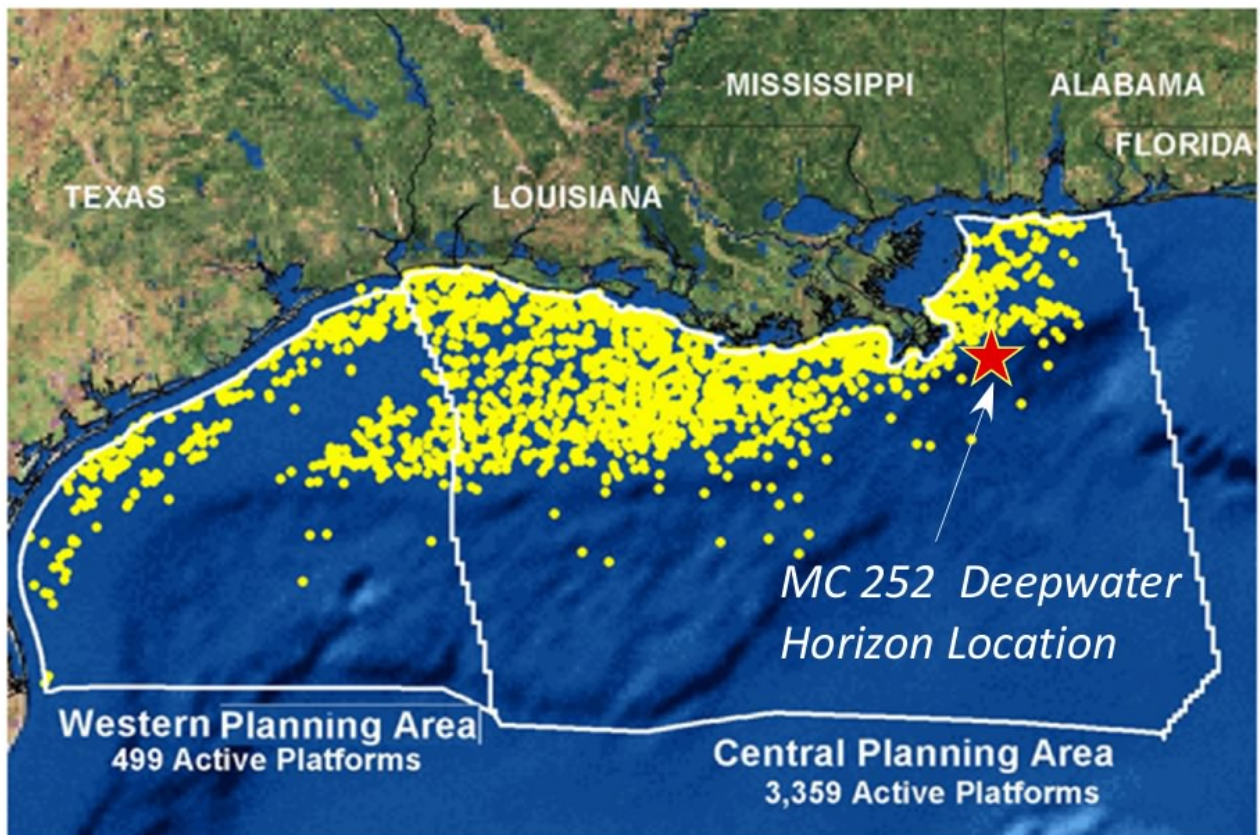 MISSISSIPPI
ALABAMA
FLORIDA
TEXAS
LOUISIANA
MC 252 Deepwater
Horizon Location
Western Planning Area
499 Active Platforms
Central Planning Area
3,359 Active Platforms